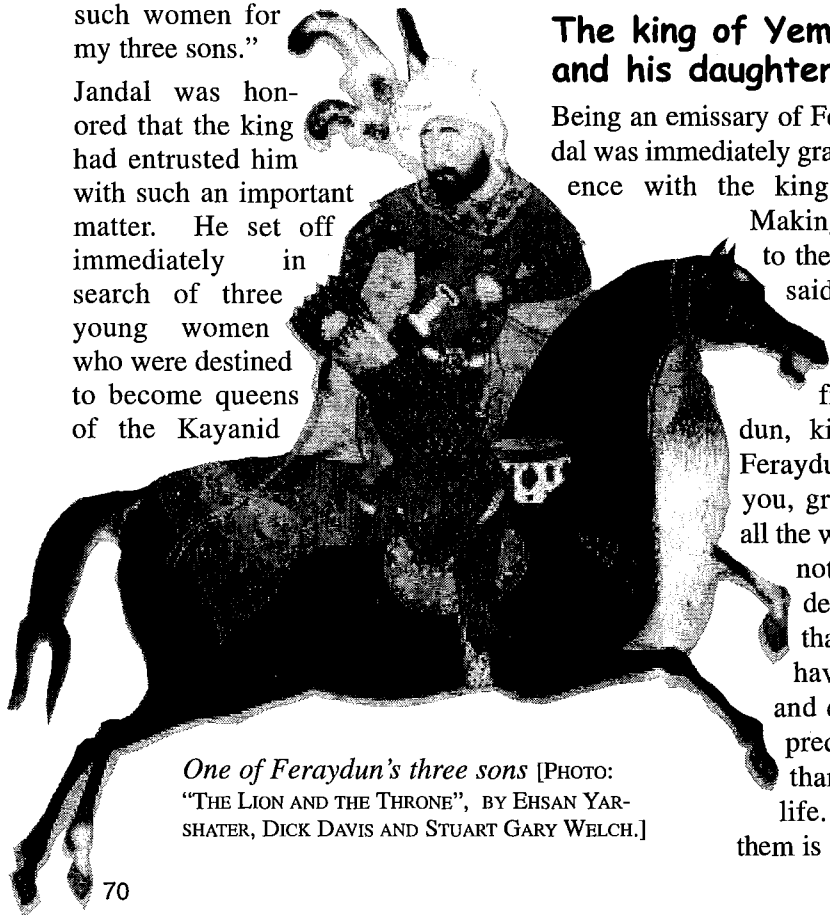 such women for
my three sons."
Jandal was hon-
ored that the king
had entrusted him
with such an important
matter. He set off
immediately in
search of three
young women
who were destined
to become queens
of the Kayanid
One of Feraydun's three sons [PHOTO:
"THE LION AND THE THRONE", BY EHSAN YAR-
SHATER, DICK DAVIS AND STUART GARY WELCH.]
70
The king of Yem
and his daughter
Being an emissary of Fe
dal was immediately gra
ence with the king
Making
to the
said
dun, ki
Feraydu
you, gr
all the w
not
de
tha
hav
and
pred
than
life.
them is